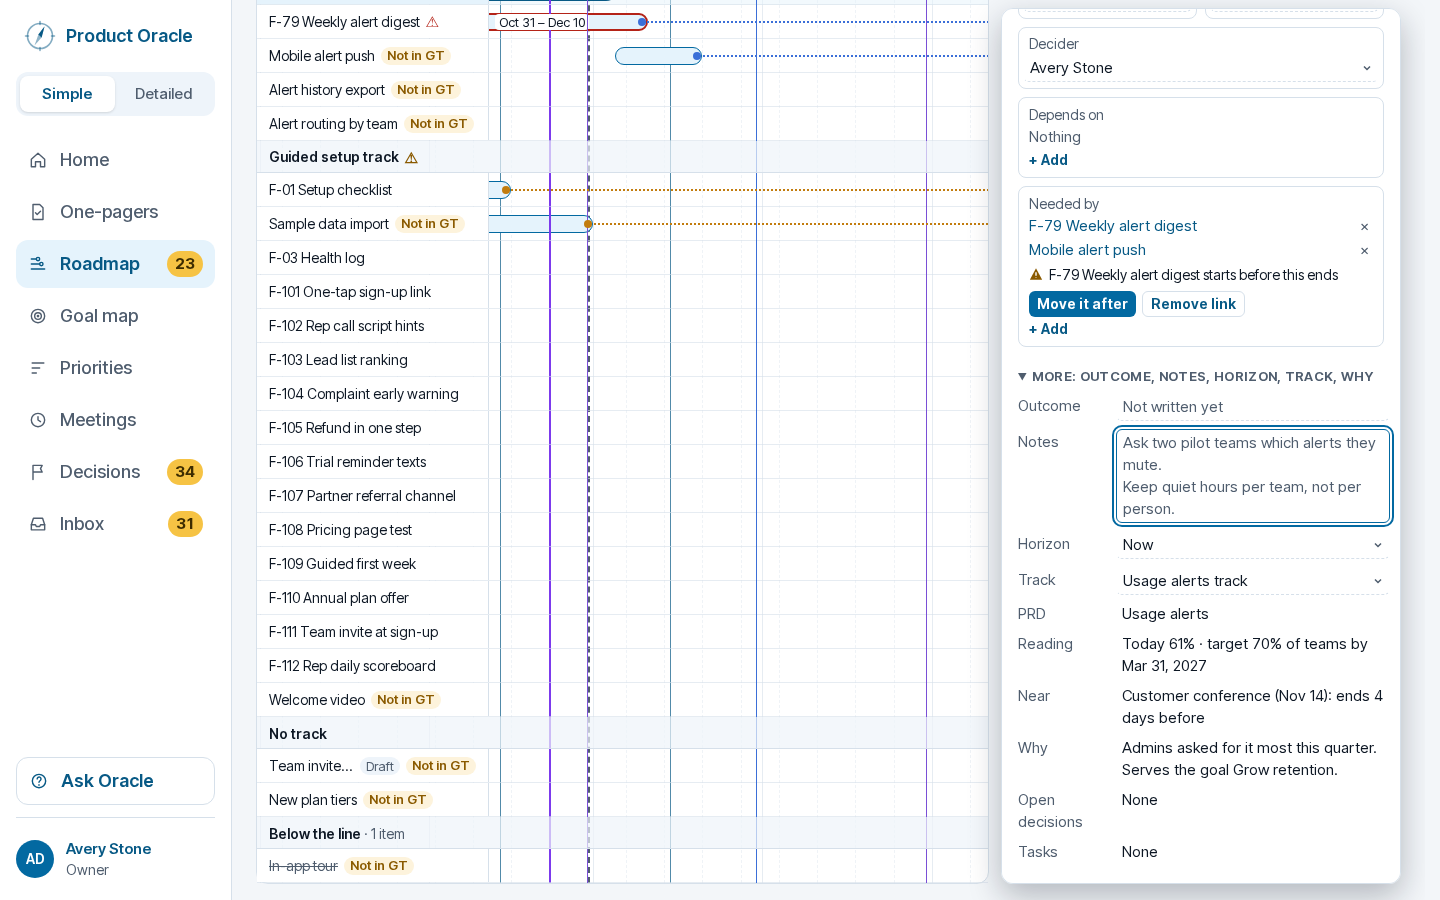 Product Oracle
Simple
Detailed
Home
One-pagers
Roadmap
23
Goal map
Priorities
Meetings
Decisions
34
Inbox
31
Ask Oracle
AD
Avery Stone
Owner
F-79 Weekly alert digest
Oct 31 – Dec 10
Mobile alert push Not in GT
Alert history export Not in GT
Alert routing by team Not in GT
Guided setup track
F-01 Setup checklist
Sample data import Not in GT
F-03 Health log
F-101 One-tap sign-up link
F-102 Rep call script hints
F-103 Lead list ranking
F-104 Complaint early warning
F-105 Refund in one step
F-106 Trial reminder texts
F-107 Partner referral channel
F-108 Pricing page test
F-109 Guided first week
F-110 Annual plan offer
F-111 Team invite at sign-up
F-112 Rep daily scoreboard
Welcome video Not in GT
No track
Team invite… Draft Not in GT
New plan tiers Not in GT
Below the line · 1 item
In-app tour Not in GT
Decider
Avery Stone
Depends on
Nothing
+ Add
Needed by
F-79 Weekly alert digest ×
Mobile alert push ×
F-79 Weekly alert digest starts before this ends
Move it after Remove link
+ Add
▼ MORE: OUTCOME, NOTES, HORIZON, TRACK, WHY
Outcome Not written yet
Notes Ask two pilot teams which alerts they
mute.
Keep quiet hours per team, not per
person.
Horizon Now
Track Usage alerts track
PRD Usage alerts
Reading Today 61% · target 70% of teams by
Mar 31, 2027
Near Customer conference (Nov 14): ends 4
days before
Why Admins asked for it most this quarter.
Serves the goal Grow retention.
Open None
decisions
Tasks None